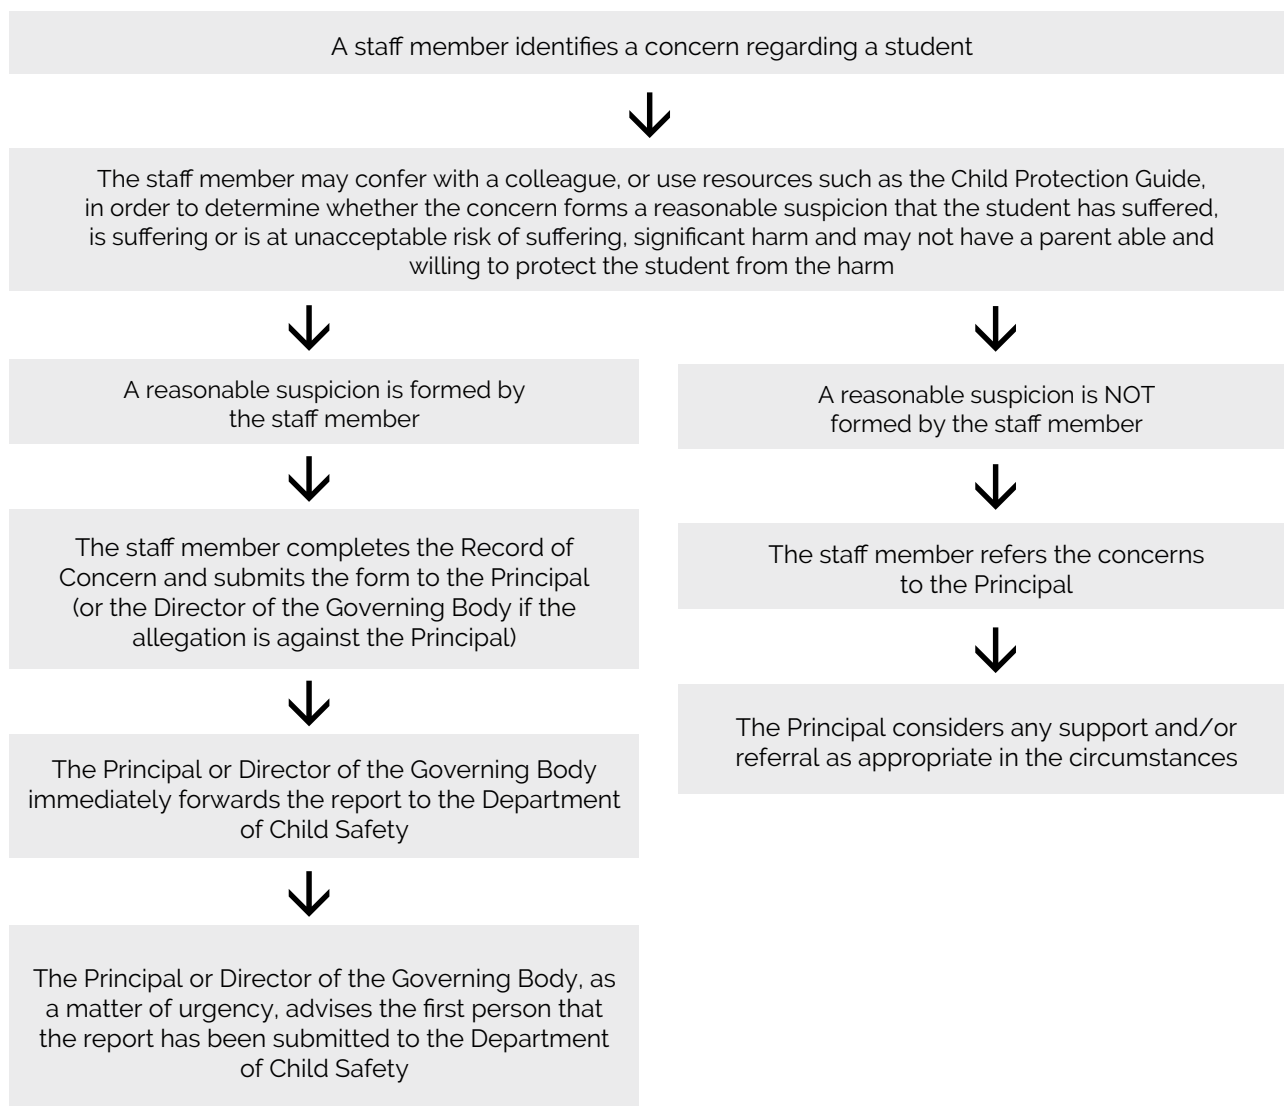 A staff member identifies a concern regarding a student
The staff member may confer with a colleague, or use resources such as the Child Protection Guide,
in order to determine whether the concern forms a reasonable suspicion that the student has suffered,
is suffering or is at unacceptable risk of suffering, significant harm and may not have a parent able and
willing to protect the student from the harm
A reasonable suspicion is formed by
the staff member
The staff member completes the Record of
Concern and submits the form to the Principal
(or the Director of the Governing Body if the
allegation is against the Principal)
The Principal or Director of the Governing Body
immediately forwards the report to the Department
of Child Safety
The Principal or Director of the Governing Body, as
a matter of urgency, advises the first person that
the report has been submitted to the Department
of Child Safety
A reasonable suspicion is NOT
formed by the staff member
The staff member refers the concerns
to the Principal
The Principal considers any support and/or
referral as appropriate in the circumstances